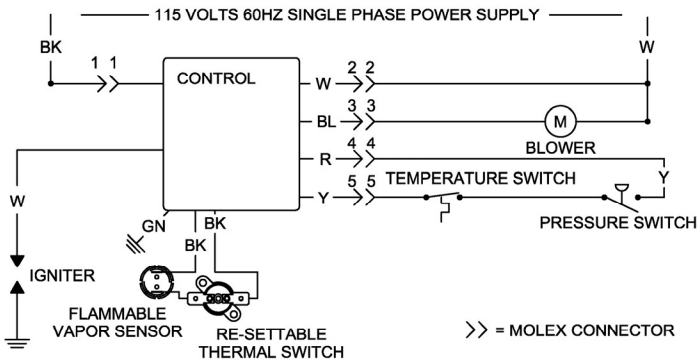 115 VOLTS 60HZ SINGLE PHASE POWER SUPPLY
BK
W
1 1
CONTROL
W
2 2
BL
3 3
M
BLOWER
R
4 4
Y
Y
5 5
TEMPERATURE SWITCH
PRESSURE SWITCH
W
GN
BK
BK
IGNITER
FLAMMABLE
VAPOR SENSOR
RE-SETTABLE
THERMAL SWITCH
= MOLEX CONNECTOR